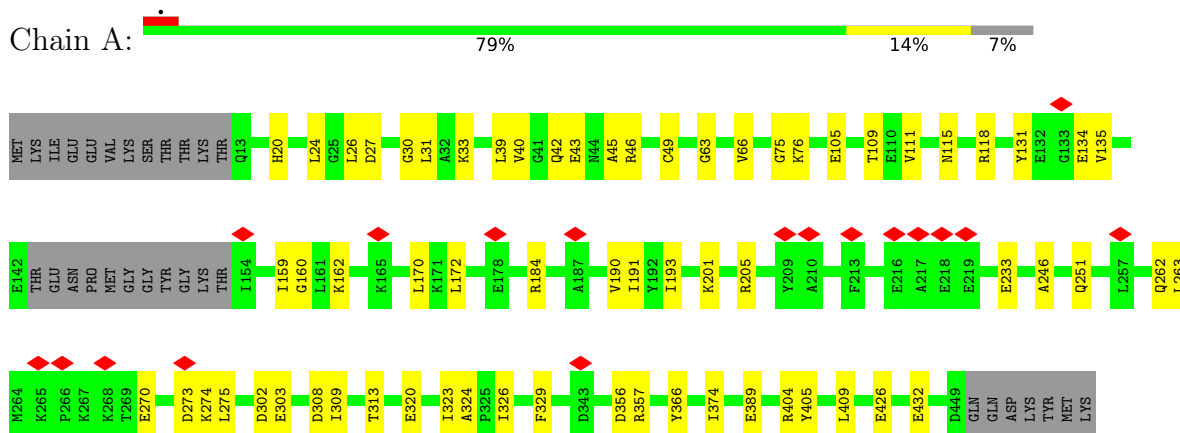 Chain A:
79% 14% 7%
MET LYS ILE GLU GLU VAL LYS SER THR THR LYS THR Q13 H20 L24 G25 L26 D27 G30 L31 A32 K33 L39 V40 G41 Q42 E43 N44 A45 R46 C49 G63 V66 G75 K76 E105 T109 E110 V111 N115 R118 Y131 E132 G133 E134 V135
E142 THR GLU ASN PRO MET GLY GLY TYR GLY LYS THR I154 I159 G160 L161 K162 K165 L170 K171 L172 E178 R184 A187 V190 I191 Y192 I193 K201 R205 Y209 A210 F213 E216 A217 E218 E219 E233 A246 Q251 L257 Q262 L263
M264 K265 P266 K267 K268 T269 E270 D273 K274 L275 D302 E303 D308 I309 T313 E320 I323 A324 P325 I326 F329 D343 D356 R357 Y366 I374 E389 R404 Y405 L409 E426 E432 D449 GLN GLN ASP LYS TYR MET LYS